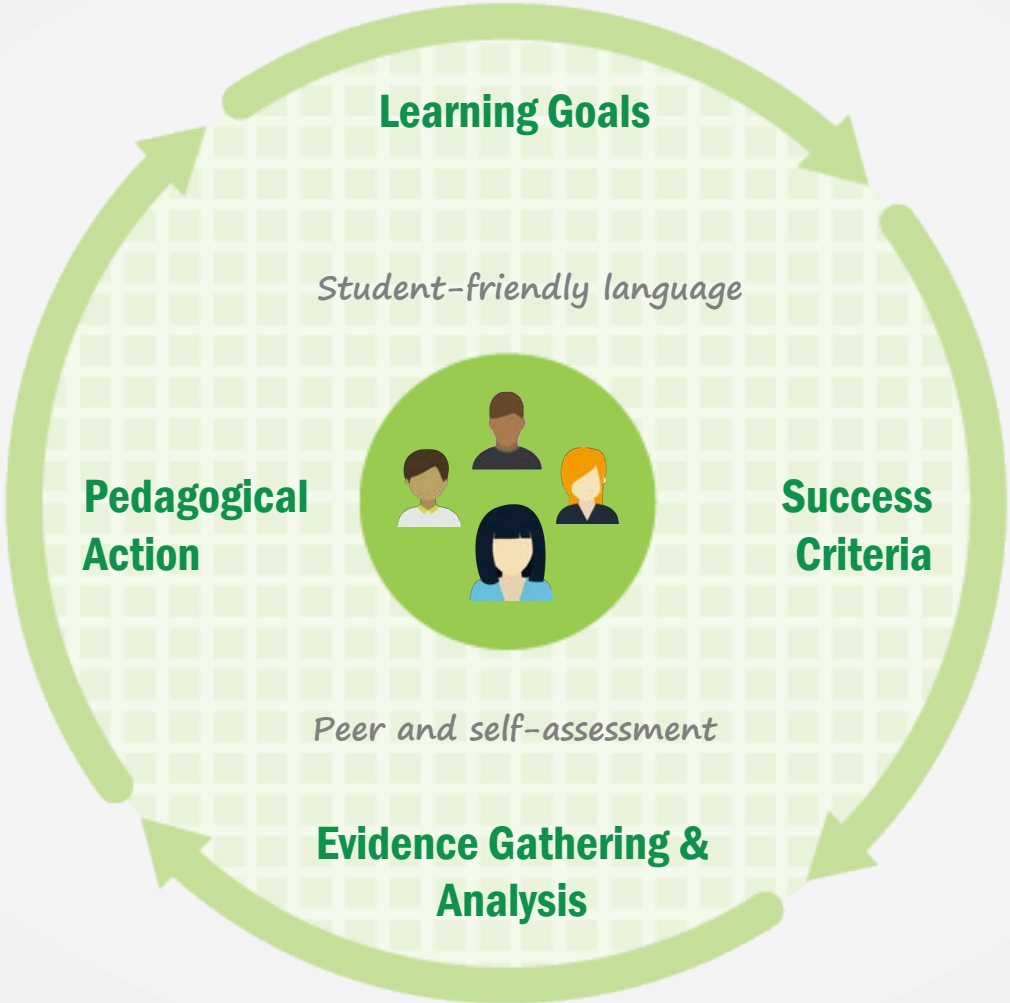 Learning Goals
Student-friendly language
Pedagogical
Action
Success
Criteria
Peer and self-assessment
Evidence Gathering &
Analysis